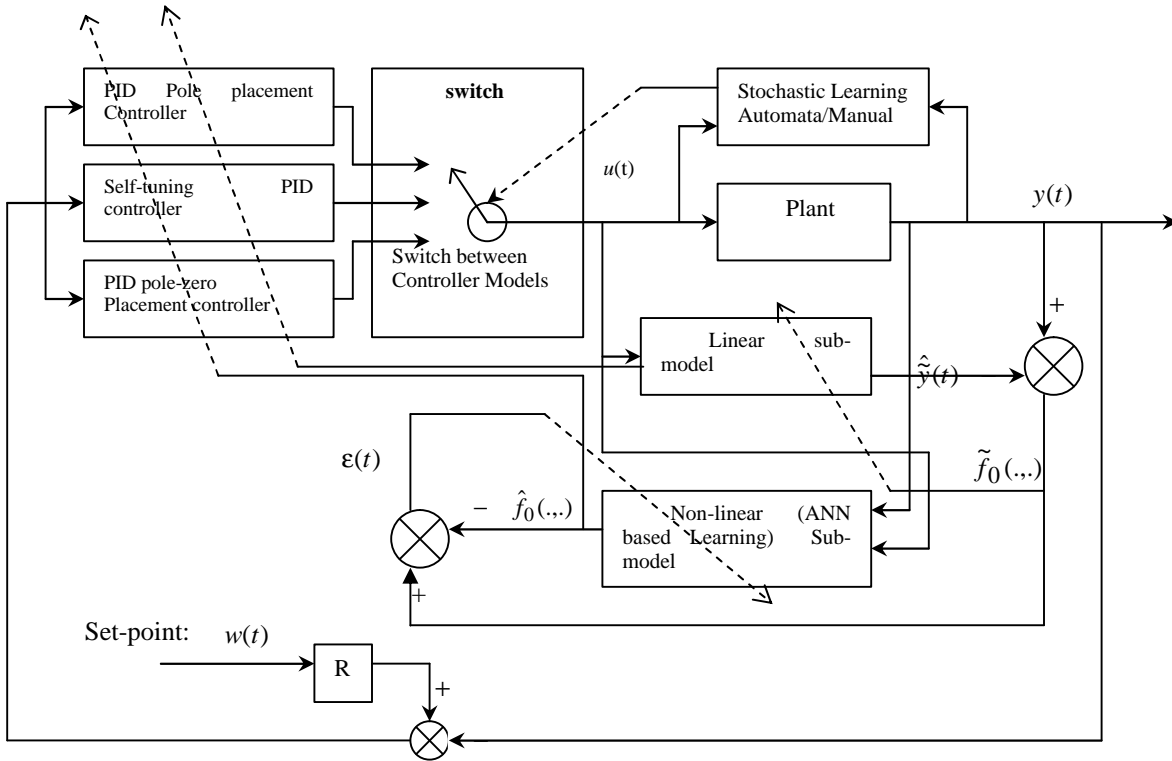 PID Pole placement
Controller
switch
Stochastic Learning
Automata/Manual
u(t)
Self-tuning PID
controller
Plant
y(t)
Switch between
Controller Models
PID pole-zero
Placement controller
+
Linear sub-
model
ŷ̃(t)
ε(t)
f̃₀(.,.)
− f̂₀(.,.)
Non-linear (ANN
based Learning) Sub-
model
+
Set-point: w(t)
R
+
−